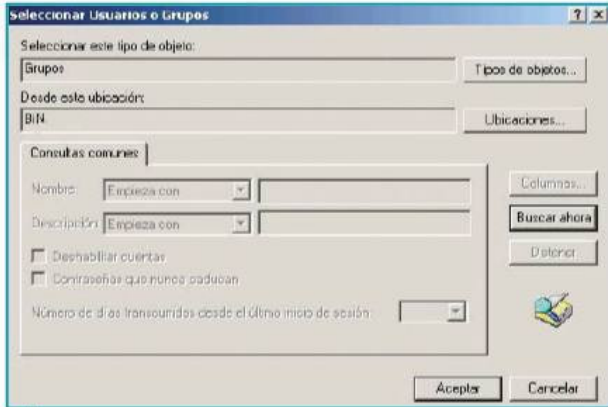 Seleccionar Usuarios o Grupos
Seleccionar este tipo de objeto:
Grupos
Tipos de objetos...
Desde esta ubicación:
BIN
Ubicaciones...
Consultas comunes
Nombre: Empieza con
Descripción: Empieza con
Deshabilitar cuentas
Contraseñas que nunca caducan
Número de días transcurridos desde el último inicio de sesión:
Columnas...
Buscar ahora
Detener
Aceptar
Cancelar